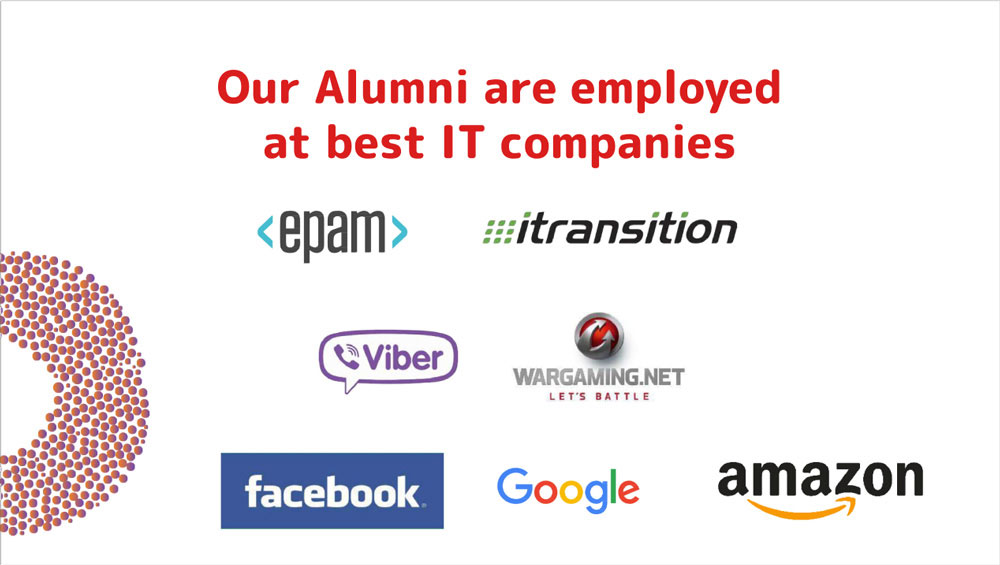 Our Alumni are employed
at best IT companies
<epam>
itransition
Viber
WARGAMING.NET
LET'S BATTLE
facebook®
Google
amazon